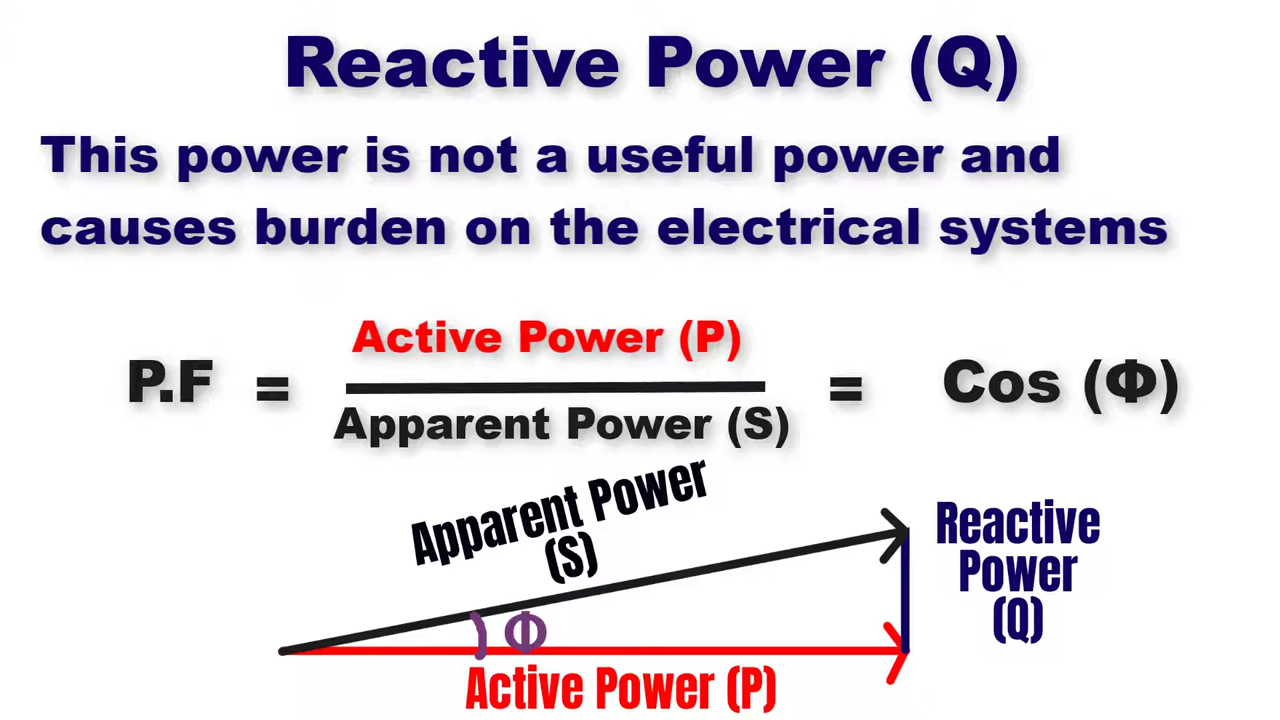 Reactive Power (Q)
This power is not a useful power and
causes burden on the electrical systems
Active Power (P)
P.F = = Cos (Φ)
Apparent Power (S)
Apparent Power
(S)
Reactive
Power
(Q)
Φ
Active Power (P)